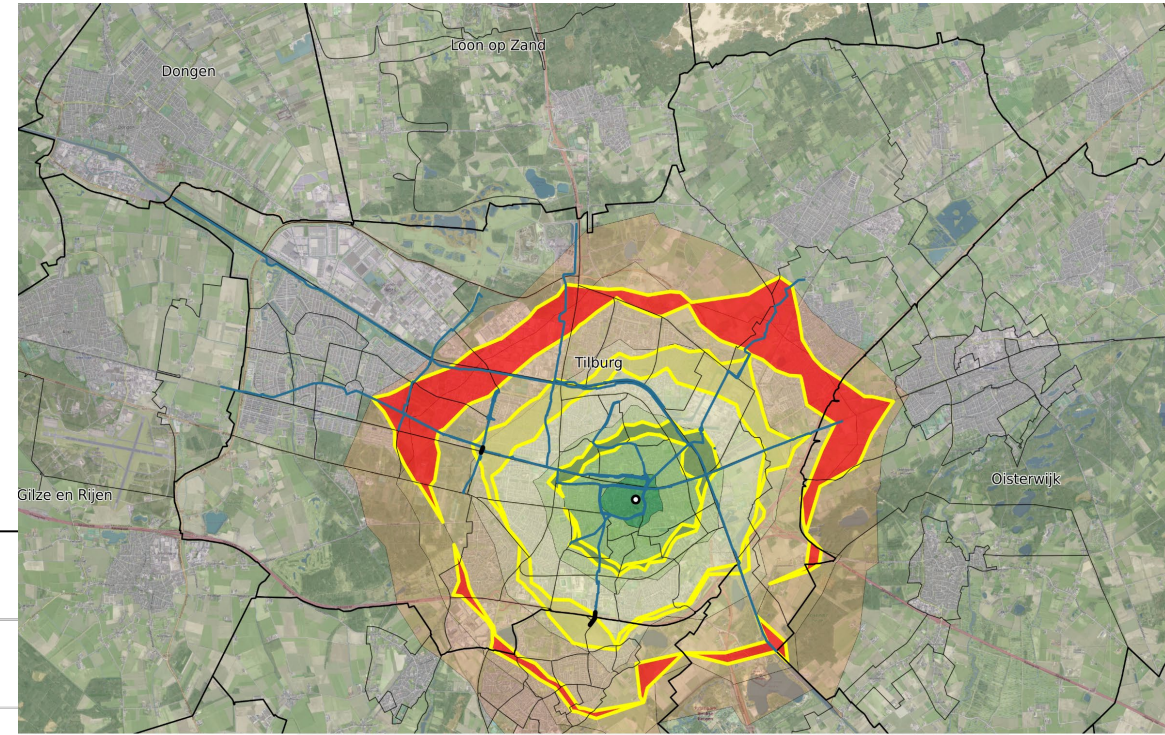 Loon op Zand
Dongen
Tilburg
Oisterwijk
Gilze en Rijen